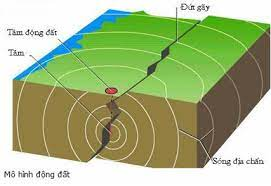 Đứt gãy
Tâm động đất
Tâm
Sóng địa chấn
Mô hình động đất